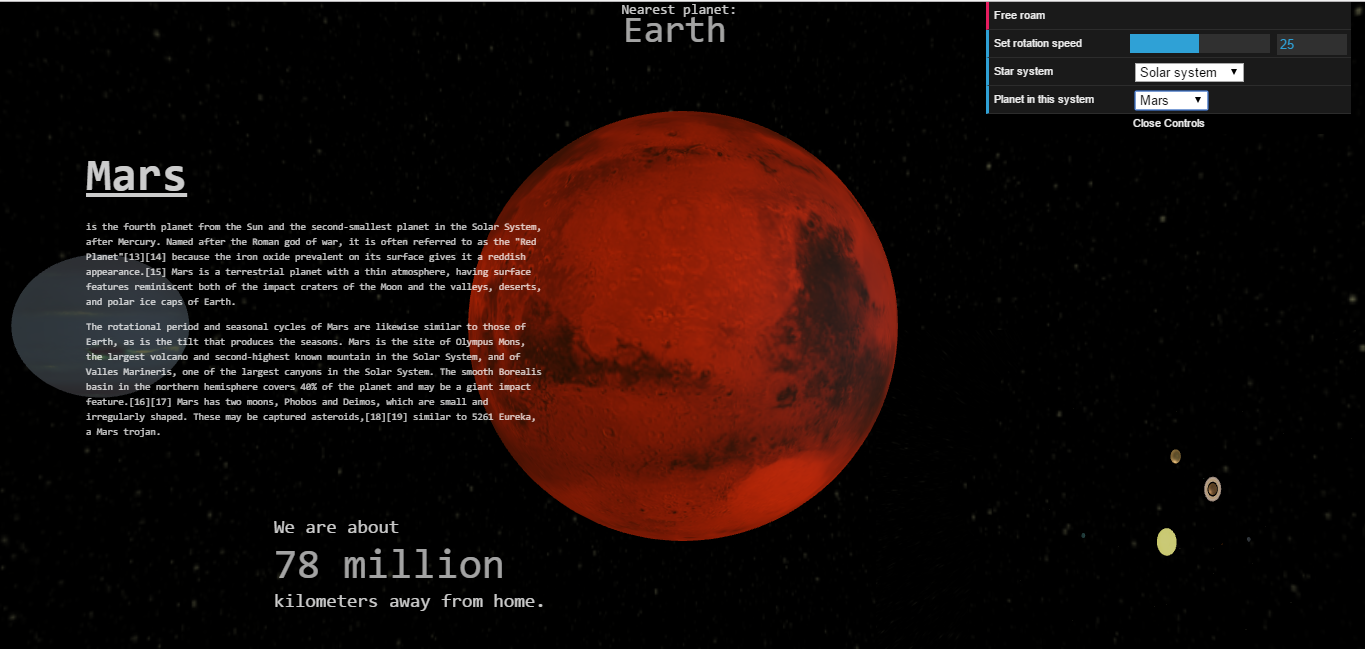 Nearest planet:
Earth
Free roam
Set rotation speed 25
Star system Solar system
Planet in this system Mars
Close Controls
Mars
is the fourth planet from the Sun and the second-smallest planet in the Solar System,
after Mercury. Named after the Roman god of war, it is often referred to as the "Red
Planet"[13][14] because the iron oxide prevalent on its surface gives it a reddish
appearance.[15] Mars is a terrestrial planet with a thin atmosphere, having surface
features reminiscent both of the impact craters of the Moon and the valleys, deserts,
and polar ice caps of Earth.
The rotational period and seasonal cycles of Mars are likewise similar to those of
Earth, as is the tilt that produces the seasons. Mars is the site of Olympus Mons,
the largest volcano and second-highest known mountain in the Solar System, and of
Valles Marineris, one of the largest canyons in the Solar System. The smooth Borealis
basin in the northern hemisphere covers 40% of the planet and may be a giant impact
feature.[16][17] Mars has two moons, Phobos and Deimos, which are small and
irregularly shaped. These may be captured asteroids,[18][19] similar to 5261 Eureka,
a Mars trojan.
We are about
78 million
kilometers away from home.